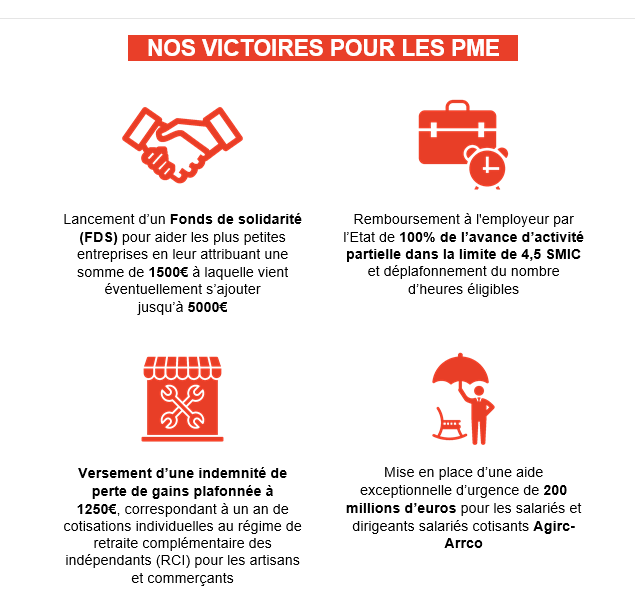 NOS VICTOIRES POUR LES PME
Lancement d’un Fonds de solidarité
(FDS) pour aider les plus petites
entreprises en leur attribuant une
somme de 1500€ à laquelle vient
éventuellement s’ajouter
jusqu’à 5000€
Remboursement à l'employeur par
l’Etat de 100% de l’avance d’activité
partielle dans la limite de 4,5 SMIC
et déplafonnement du nombre
d’heures éligibles
Versement d’une indemnité de
perte de gains plafonnée à
1250€, correspondant à un an de
cotisations individuelles au régime de
retraite complémentaire des
indépendants (RCI) pour les artisans
et commerçants
Mise en place d’une aide
exceptionnelle d’urgence de 200
millions d’euros pour les salariés et
dirigeants salariés cotisants Agirc-
Arrco